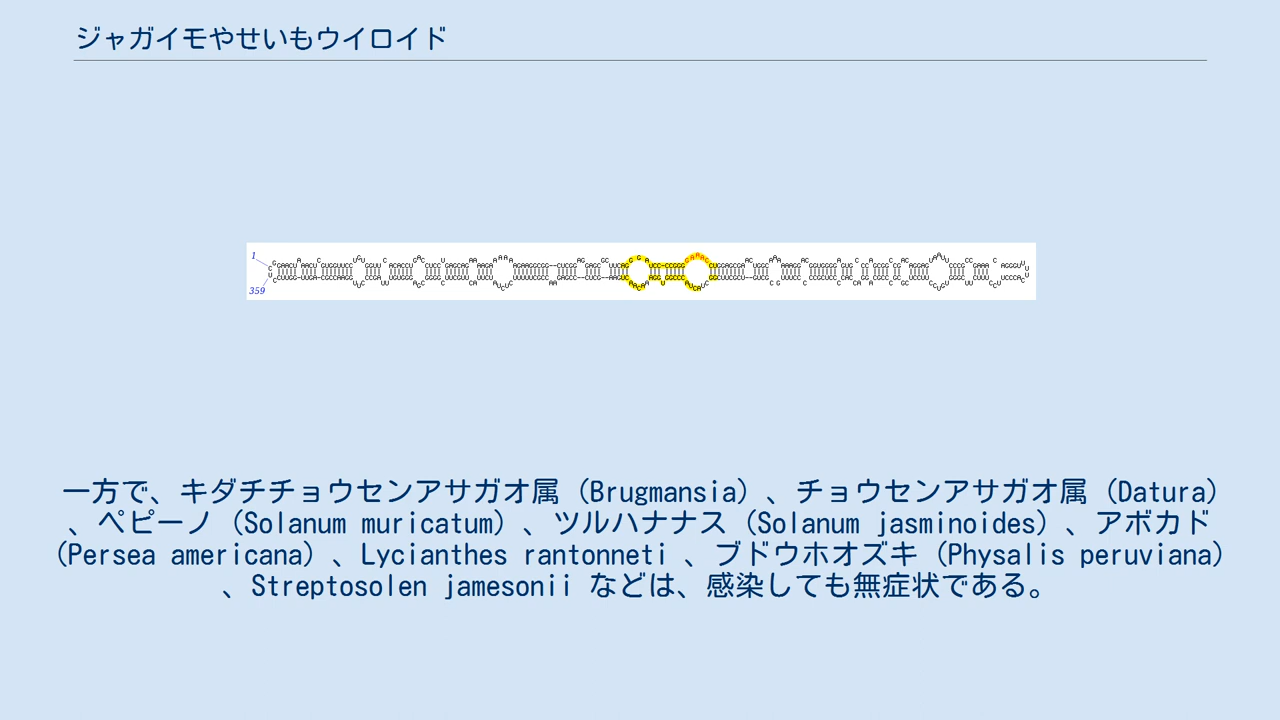 ジャガイモやせいもウイロイド
1
359
一方で、キダチチョウセンアサガオ属（Brugmansia）、チョウセンアサガオ属（Datura）
、ペピーノ（Solanum muricatum）、ツルハナナス（Solanum jasminoides）、アボカド
（Persea americana）、Lycianthes rantonneti 、ブドウホオズキ（Physalis peruviana）
、Streptosolen jamesonii などは、感染しても無症状である。